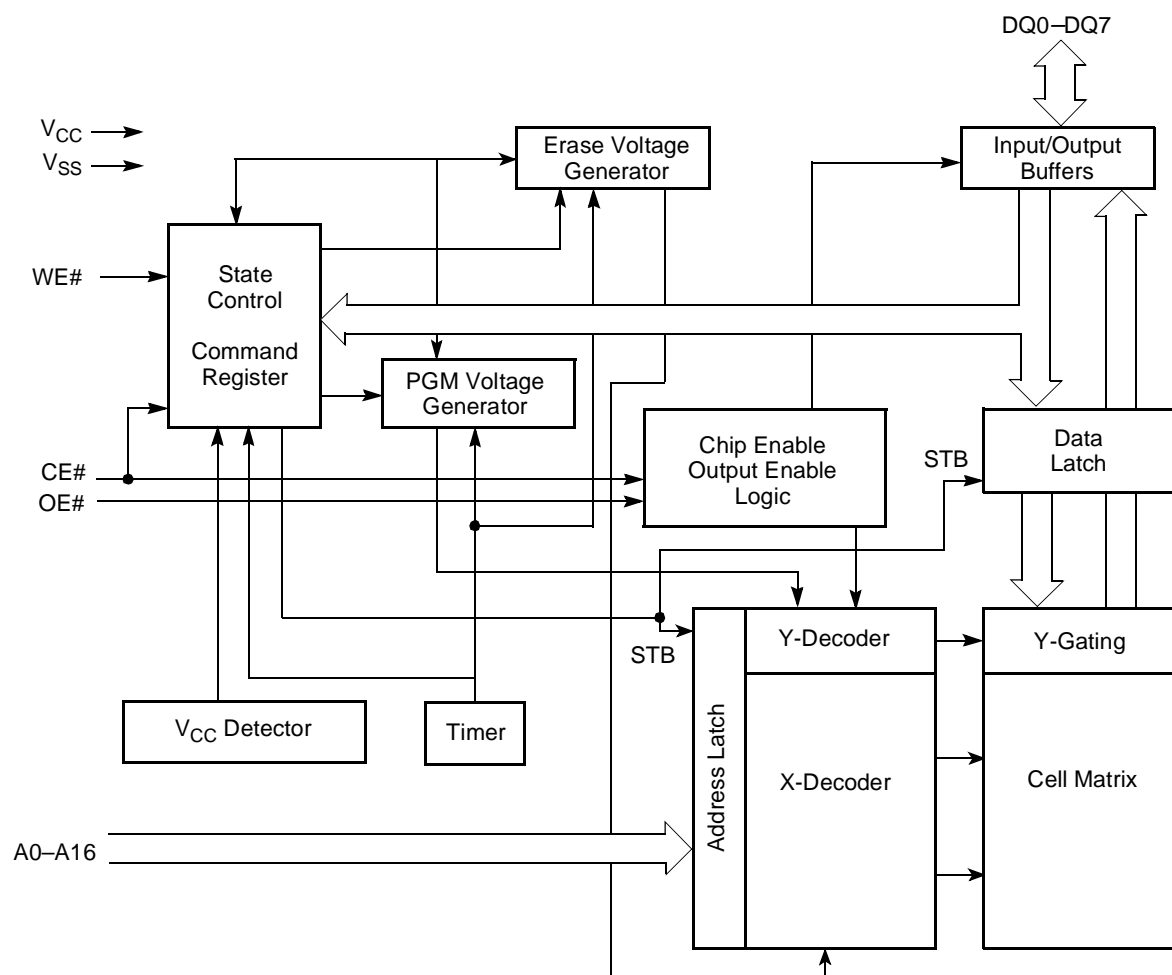 DQ0–DQ7
VCC
VSS
Erase Voltage
Generator
Input/Output
Buffers
WE#
State
Control
Command
Register
PGM Voltage
Generator
Chip Enable
Output Enable
Logic
STB
Data
Latch
CE#
OE#
STB
Y-Decoder
Y-Gating
VCC Detector
Timer
Address Latch
X-Decoder
Cell Matrix
A0–A16